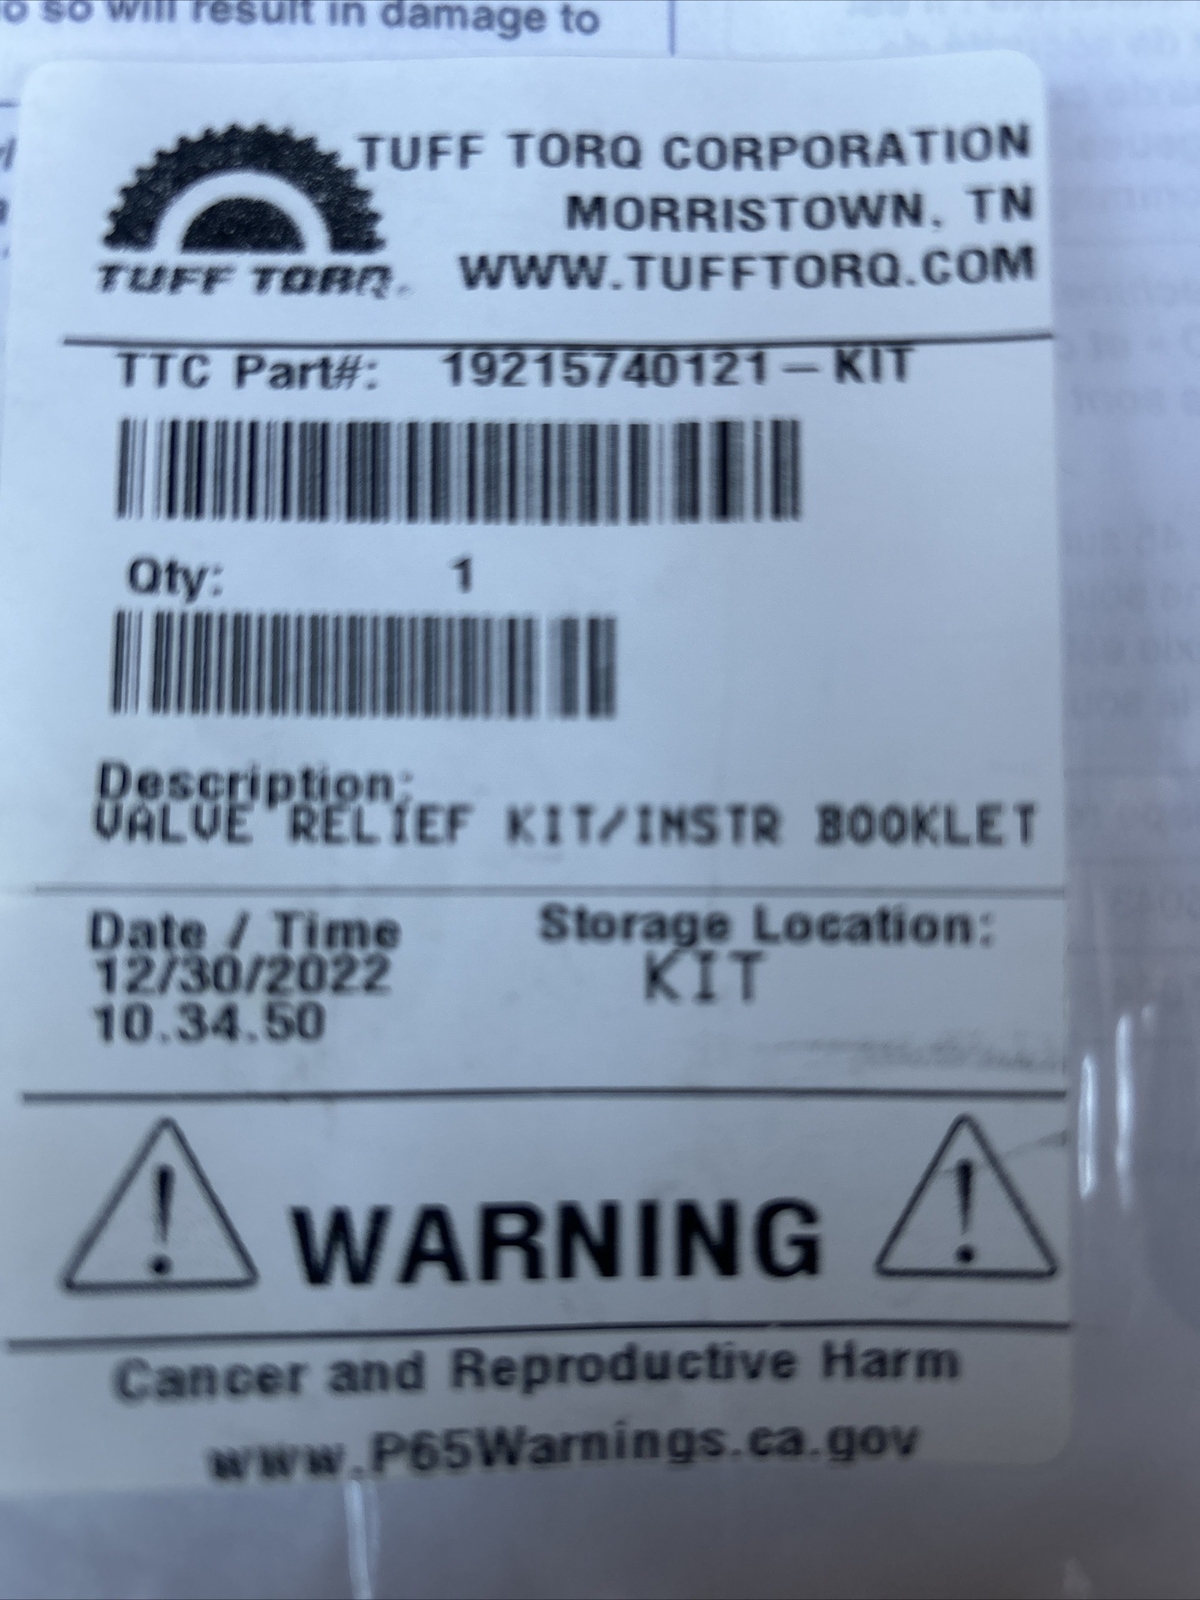 so will result in damage to
TUFF TORQ CORPORATION
MORRISTOWN, TN
TUFF TORQ. WWW.TUFFTORQ.COM
TTC Part#: 19215740121-KIT
Qty: 1
Description:
VALVE RELIEF KIT/INSTR BOOKLET
Date / Time Storage Location:
12/30/2022 KIT
10.34.50
! WARNING !
Cancer and Reproductive Harm
www.P65Warnings.ca.gov